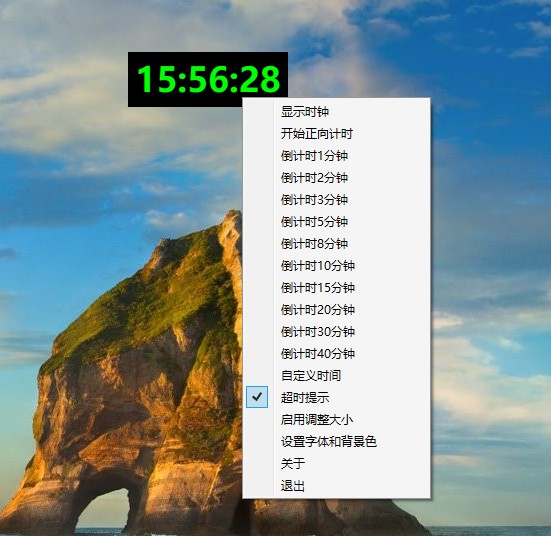 15:56:28
显示时钟
开始正向计时
倒计时1分钟
倒计时2分钟
倒计时3分钟
倒计时5分钟
倒计时8分钟
倒计时10分钟
倒计时15分钟
倒计时20分钟
倒计时30分钟
倒计时40分钟
自定义时间
超时提示
启用调整大小
设置字体和背景色
关于
退出